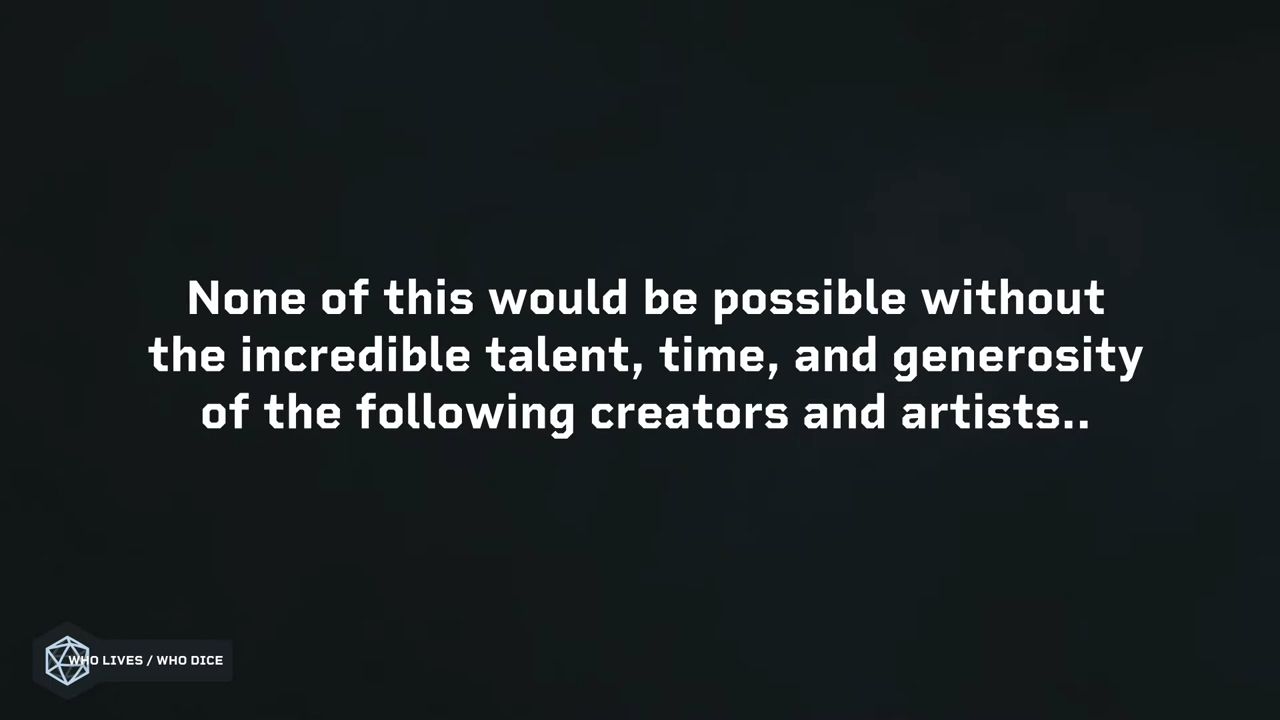 None of this would be possible without
the incredible talent, time, and generosity
of the following creators and artists..
WHO LIVES / WHO DICE